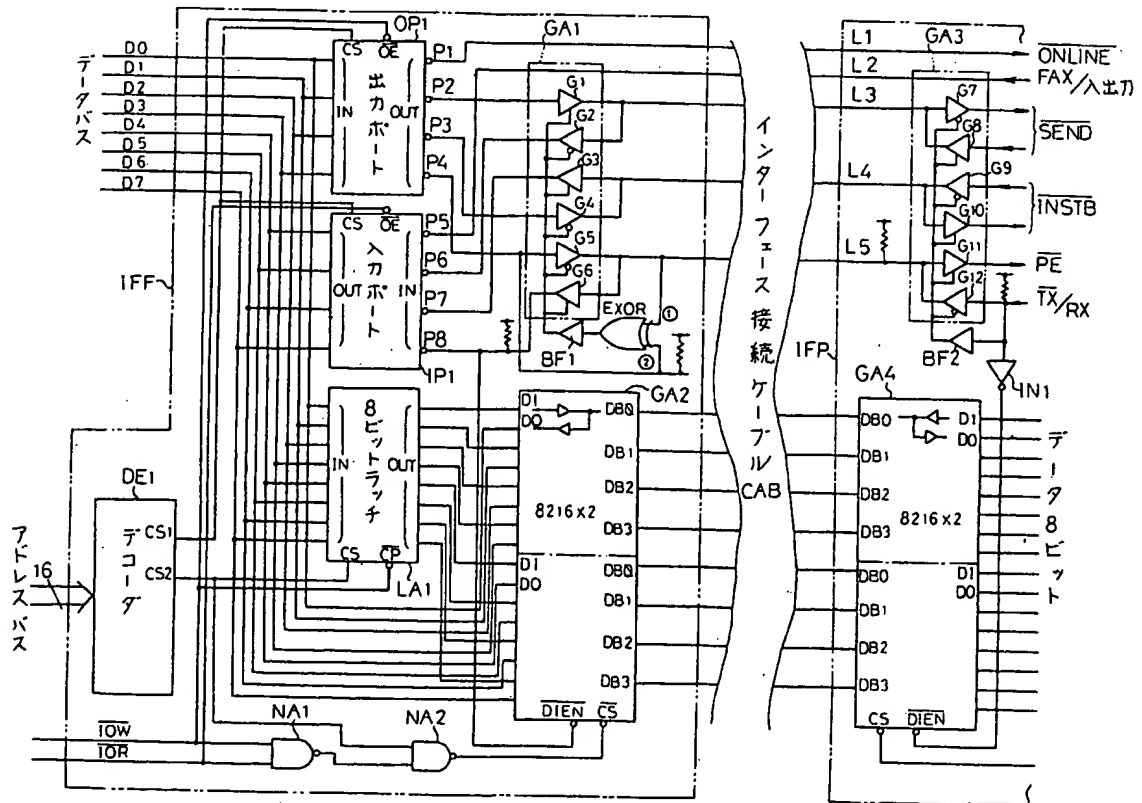 データバス
D0
D1
D2
D3
D4
D5
D6
D7
IFF
OP1
CS
OE
IN
出力ポート
OUT
P1
P2
P3
P4
CS
OE
OUT
入力ポート
IN
P5
P6
P7
P8
IP1
GA1
G1
G2
G3
G4
G5
G6
BF1
EXOR
①
②
IN
8ビットラッチ
OUT
CS
CP
LA1
DE1
デコーダ
CS1
CS2
アドレスバス
16
IOW
IOR
NA1
NA2
GA2
DI
DO
8216×2
DB0
DB1
DB2
DB3
DI
DO
DB0
DB1
DB2
DB3
DIEN
CS
インターフェース接続ケーブル
CAB
L1
L2
L3
L4
L5
GA3
G7
G8
G9
G10
G11
G12
BF2
IN1
ONLINE
FAX/入出力
SEND
INSTB
PE
TX/RX
IFP
GA4
DB0
DB1
DB2
DB3
DI
DO
8216×2
DB0
DB1
DB2
DB3
DI
DO
CS
DIEN
データ8ビット